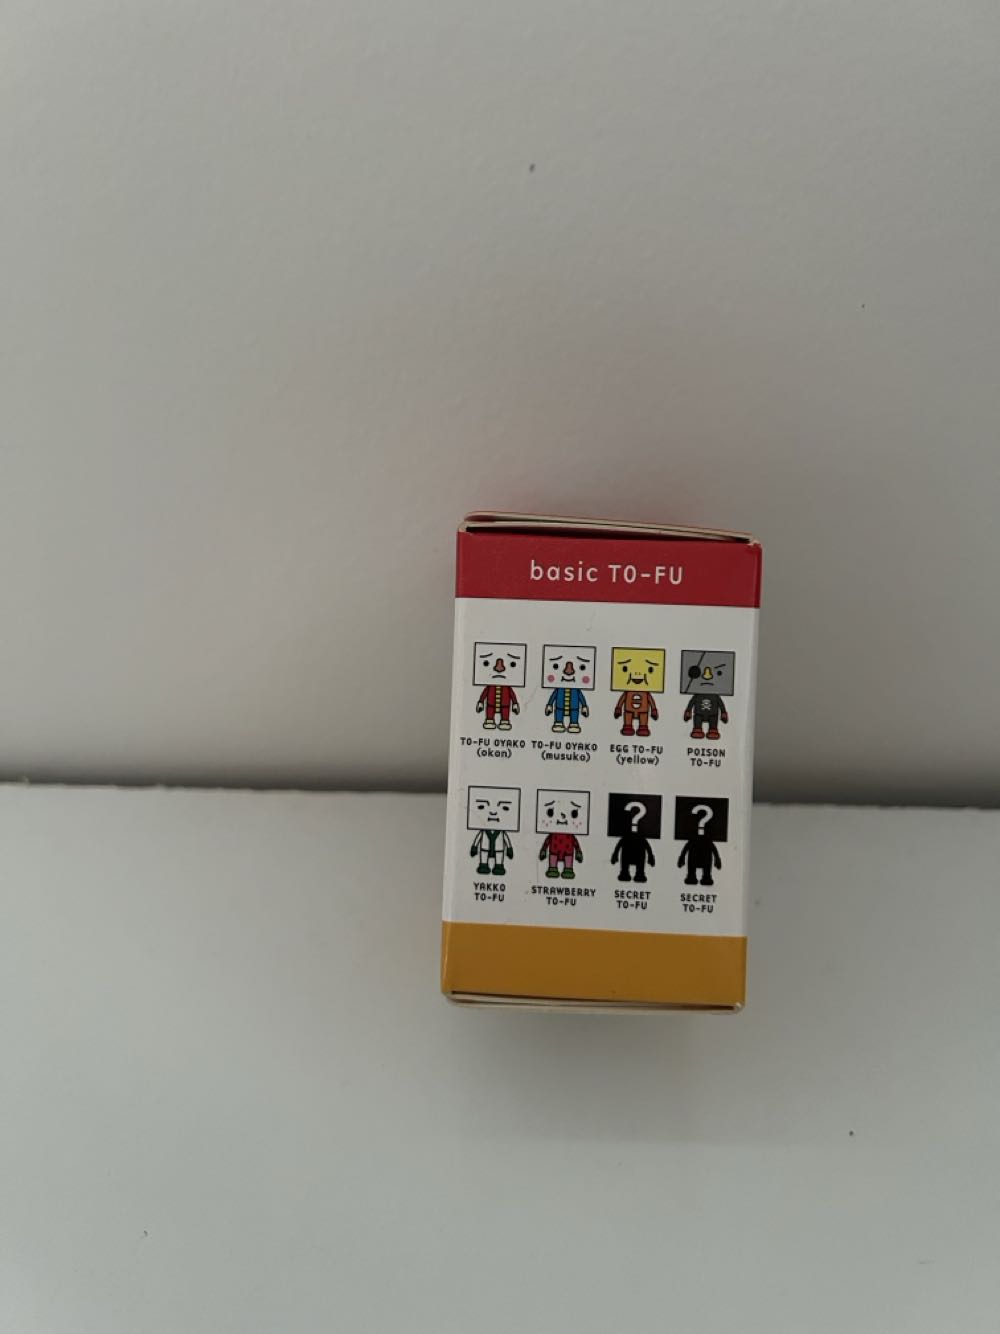 basic TO-FU
TO-FU OYAKO
(okan)
TO-FU OYAKO
(musuko)
EGG TO-FU
(yellow)
POISON
TO-FU
?
?
YAKKO
TO-FU
STRAWBERRY
TO-FU
SECRET
TO-FU
SECRET
TO-FU